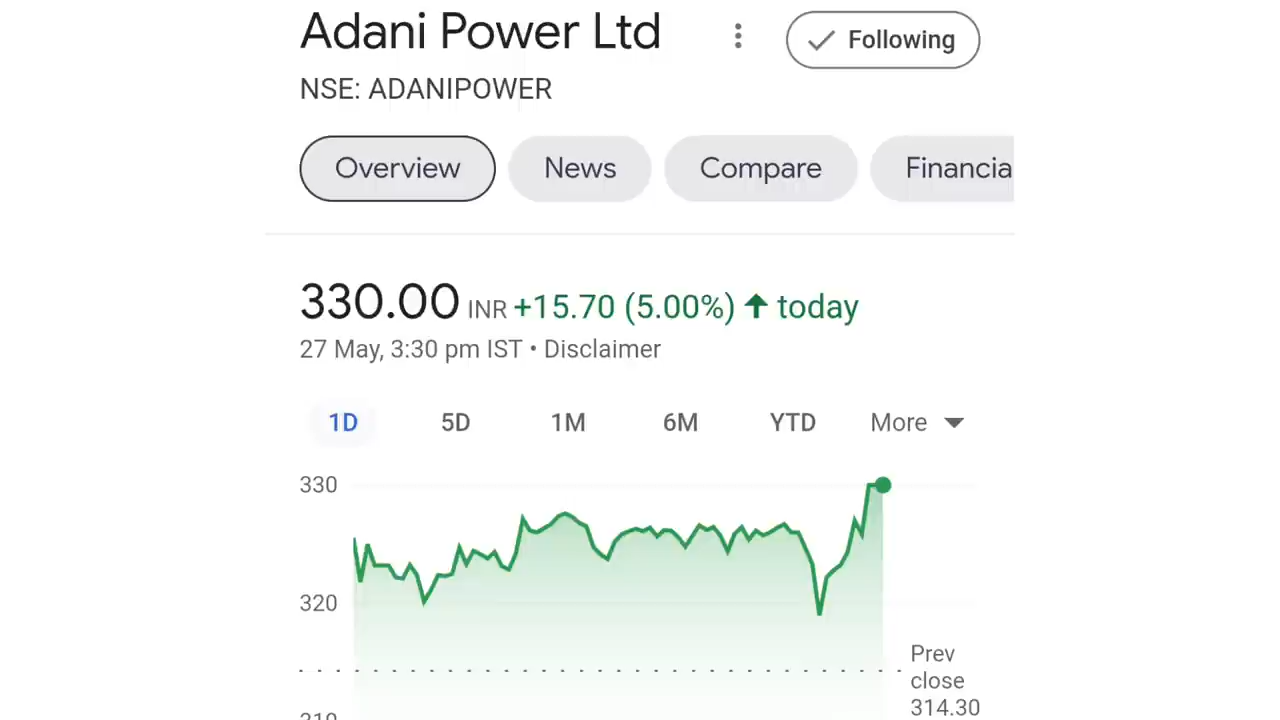 Adani Power Ltd
Following
NSE: ADANIPOWER
Overview News Compare Financia
330.00 INR +15.70 (5.00%) ↑ today
27 May, 3:30 pm IST • Disclaimer
1D 5D 1M 6M YTD More
330
320
Prev
close
314.30